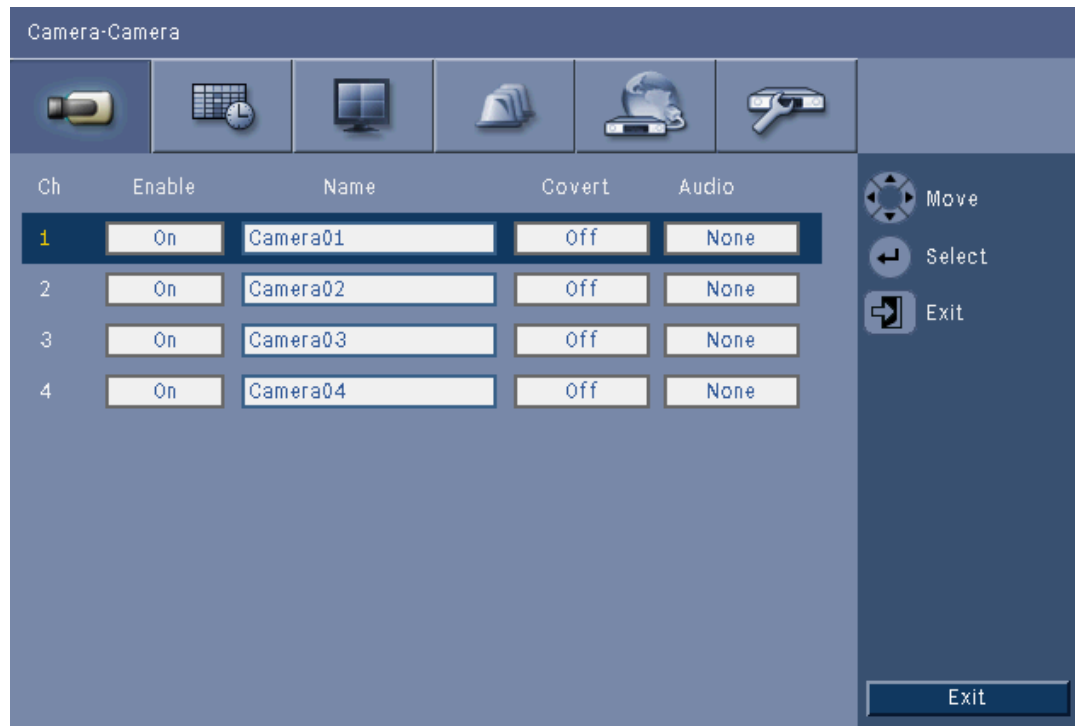 Camera-Camera
Ch Enable Name Covert Audio
1 On Camera01 Off None
2 On Camera02 Off None
3 On Camera03 Off None
4 On Camera04 Off None
Move
Select
Exit
Exit